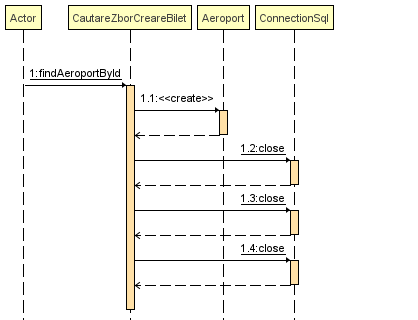 Actor
CautareZborCreareBilet
Aeroport
ConnectionSql
1:findAeroportById
1.1:<<create>>
1.2:close
1.3:close
1.4:close